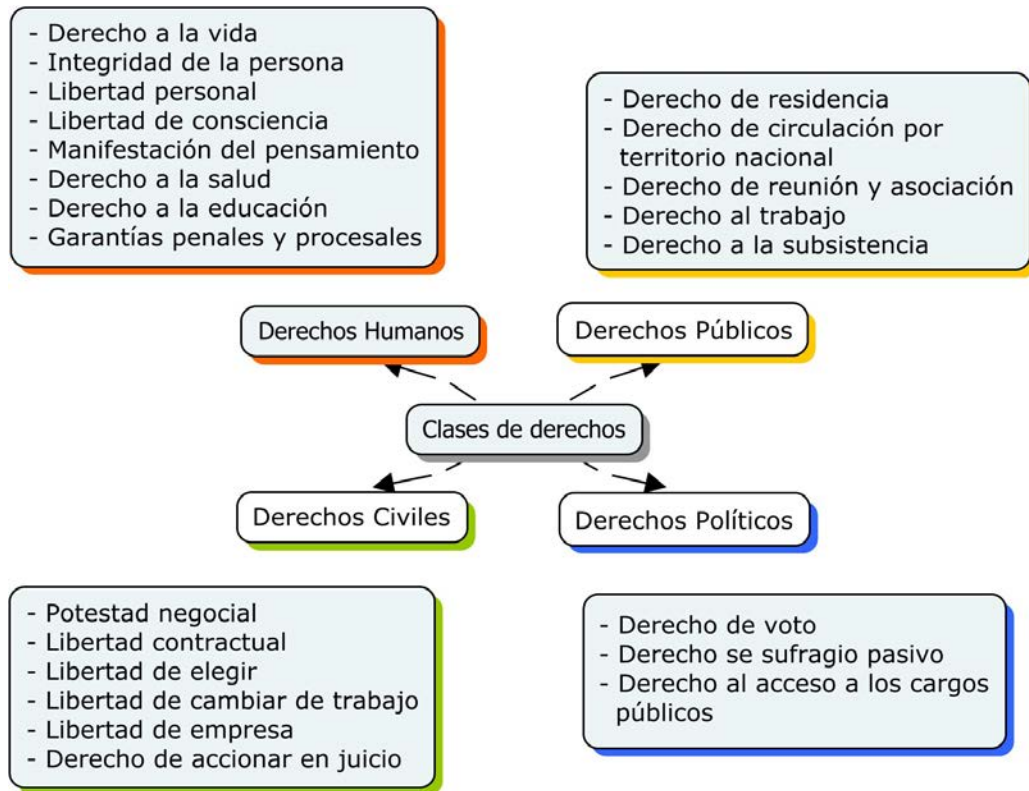 - Derecho a la vida
- Integridad de la persona
- Libertad personal
- Libertad de consciencia
- Manifestación del pensamiento
- Derecho a la salud
- Derecho a la educación
- Garantías penales y procesales
- Derecho de residencia
- Derecho de circulación por
territorio nacional
- Derecho de reunión y asociación
- Derecho al trabajo
- Derecho a la subsistencia
Derechos Humanos
Derechos Públicos
Clases de derechos
Derechos Civiles
Derechos Políticos
- Potestad negocial
- Libertad contractual
- Libertad de elegir
- Libertad de cambiar de trabajo
- Libertad de empresa
- Derecho de accionar en juicio
- Derecho de voto
- Derecho se sufragio pasivo
- Derecho al acceso a los cargos
públicos